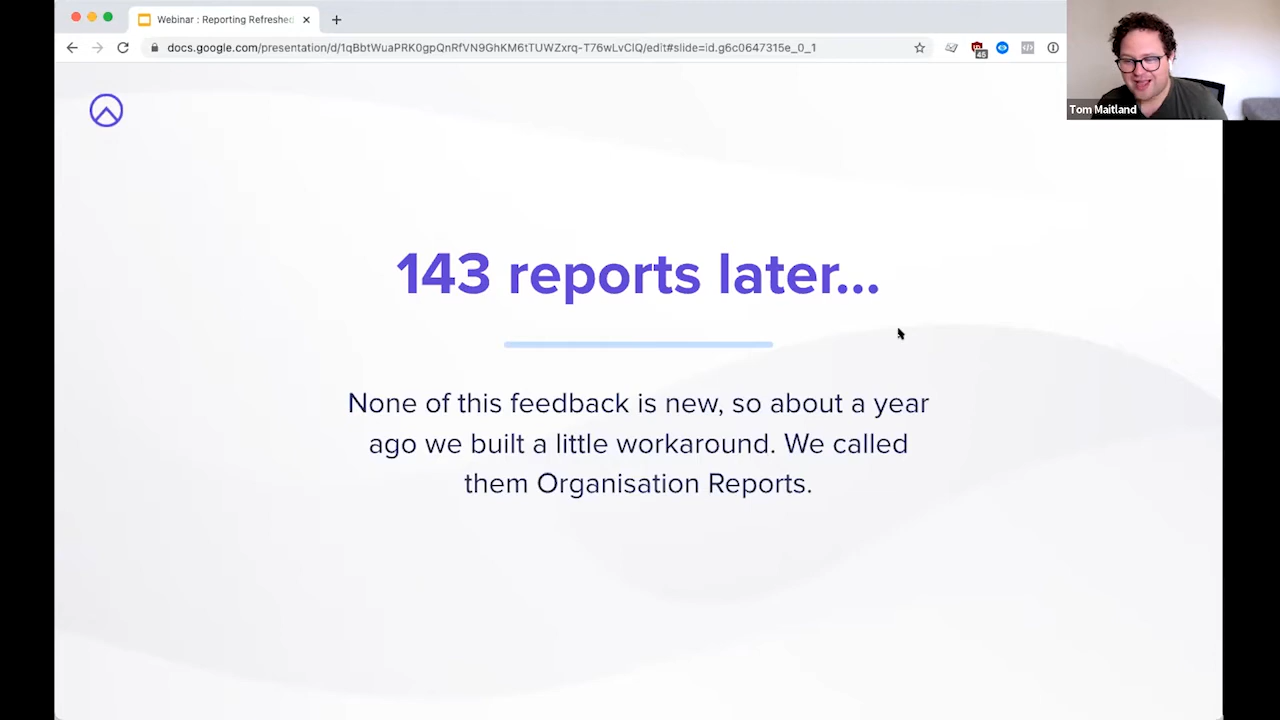 Webinar : Reporting Refreshed
docs.google.com/presentation/d/1qBbtWuaPRK0gpQnRfVN9GhKM6tTUWZxrq-T76wLvClQ/edit#slide=id.g6c0647315e_0_1
45
Tom Maitland
143 reports later...
None of this feedback is new, so about a year
ago we built a little workaround. We called
them Organisation Reports.